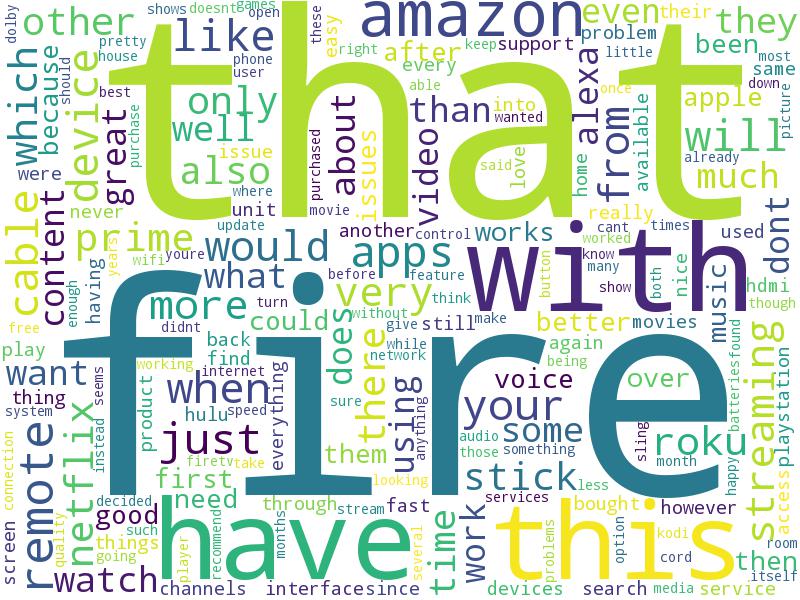 dolby
other
shows
doesnt
games
open
these
easy
amazon
even
their
they
pretty
house
like
phone
user
right
after
every
keep
support
problem
little
been
most
same
which
because
should
device
great
best
purchase
only
well
also
that
purchased
about
issues
able
than
video
into
wanted
said
love
alexa
home
from
available
apple
down
picture
will
already
much
were
content
never
issue
where
unit
movie
another
control
works
really
cant
worked
times
used
dont
cable
prime
years
update
would
apps
with
know
many
show
both
nice
music
hdmi
though
enough
having
wifi
youre
what
before
feature
button
free
more
turn
very
without
think
better
movies
play
didnt
could
does
there
give
still
make
again
being
found
want
working
back
find
while
network
fire
thing
seems
product
internet
when
everything
sure
using
anything
voice
your
over
batteries
streaming
playstation
system
netflix
instead
hulu
speed
just
them
audio
those
some
something
sling
roku
remote
firetv
take
first
looking
stick
less
month
happy
access
connection
quality
decided
need
through
stream
fast
services
bought
however
good
such
things
going
have
months
several
time
work
problems
this
option
kodi
cord
then
room
itself
screen
watch
player
recommend
channels
interface
since
devices
search
media
service